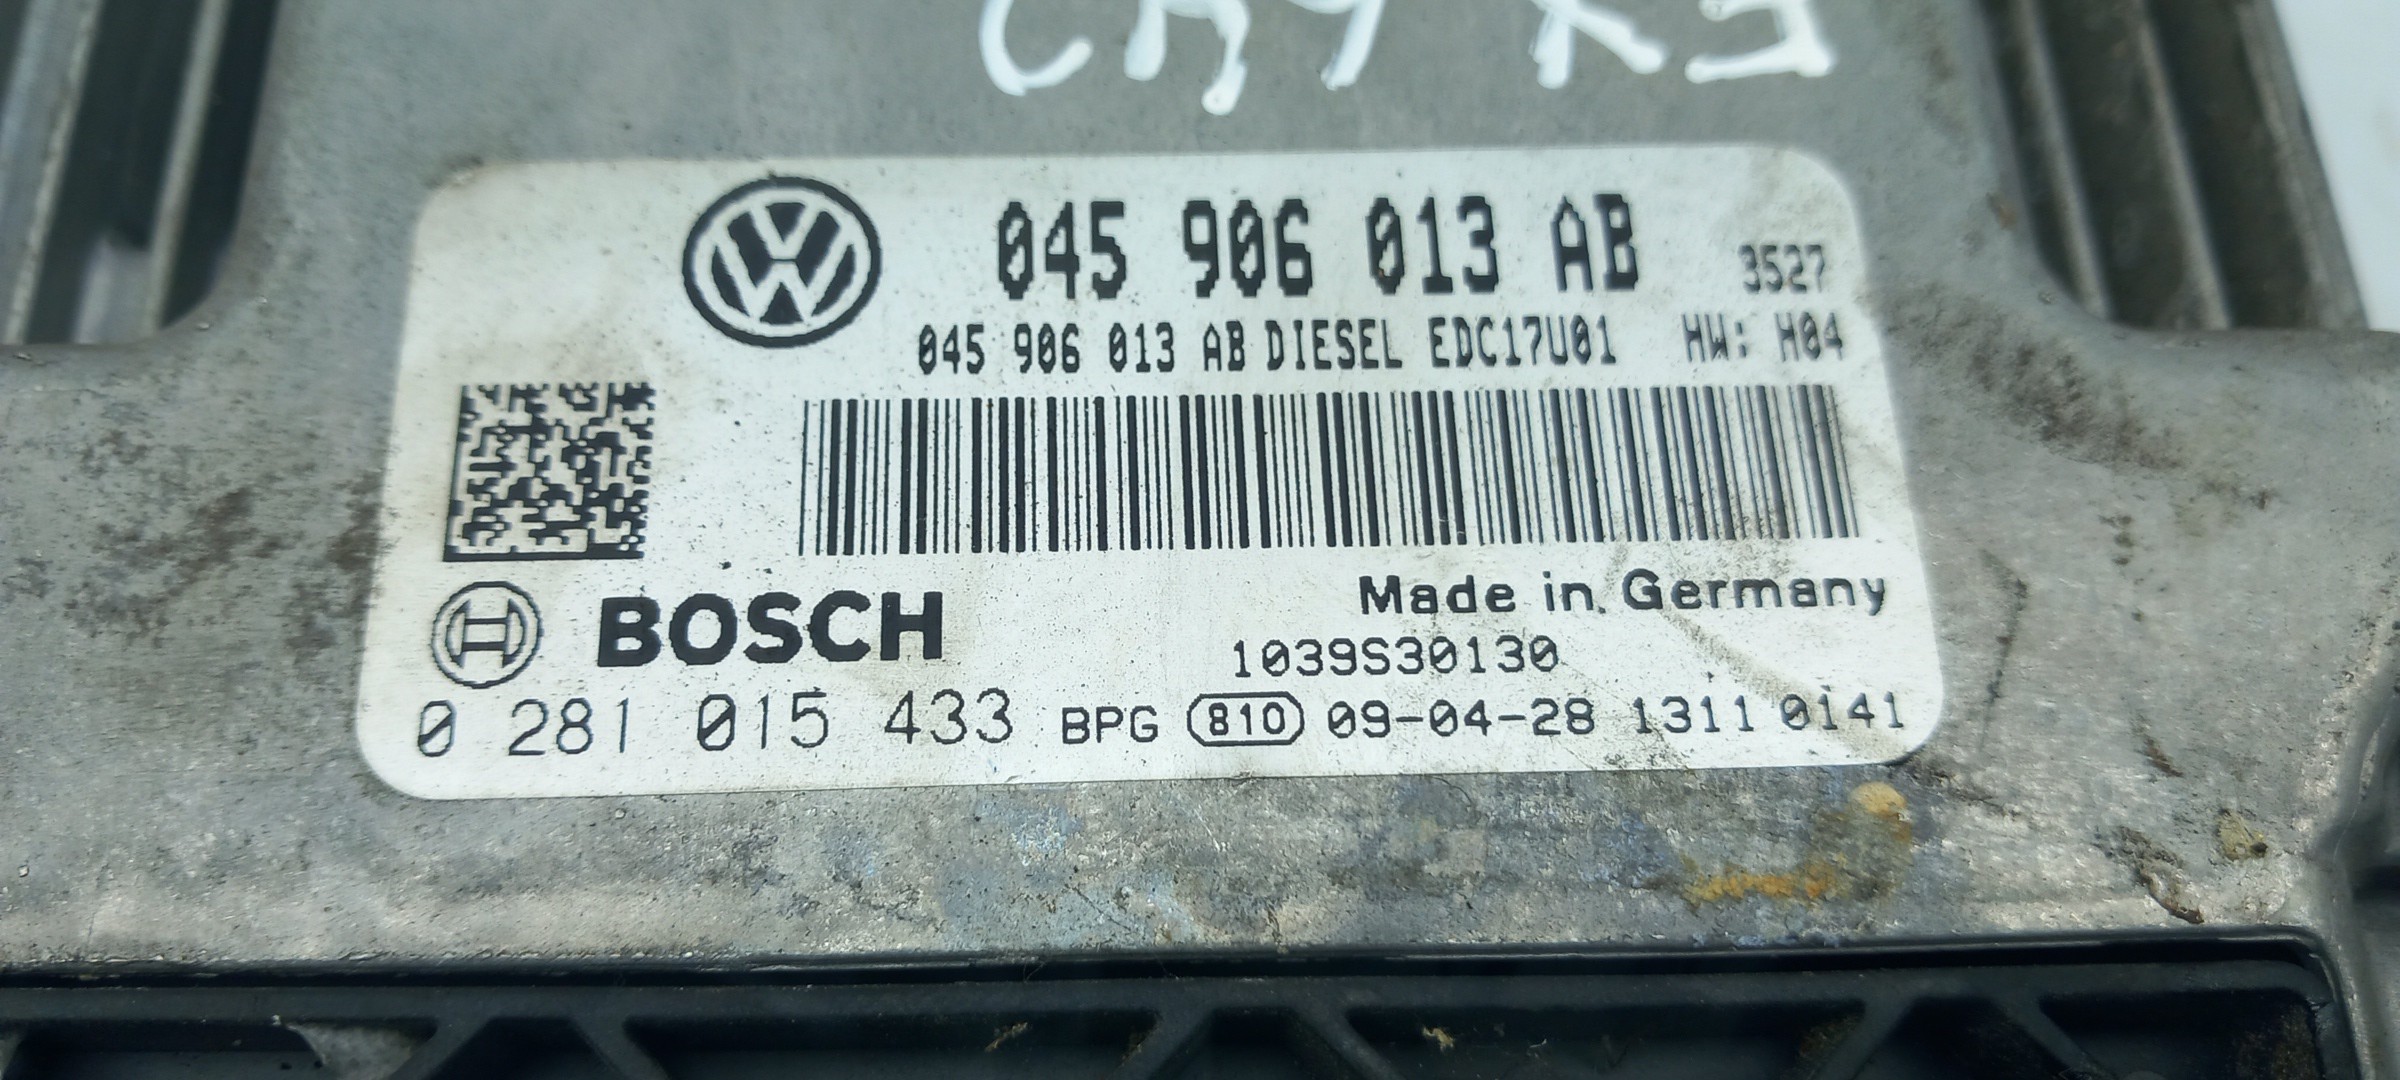 045 906 013 AB 3527
045 906 013 AB DIESEL EDC17U01 HW: H04
BOSCH
Made in Germany
1039S30130
0 281 015 433 BPG 810 09-04-28 1311 0141